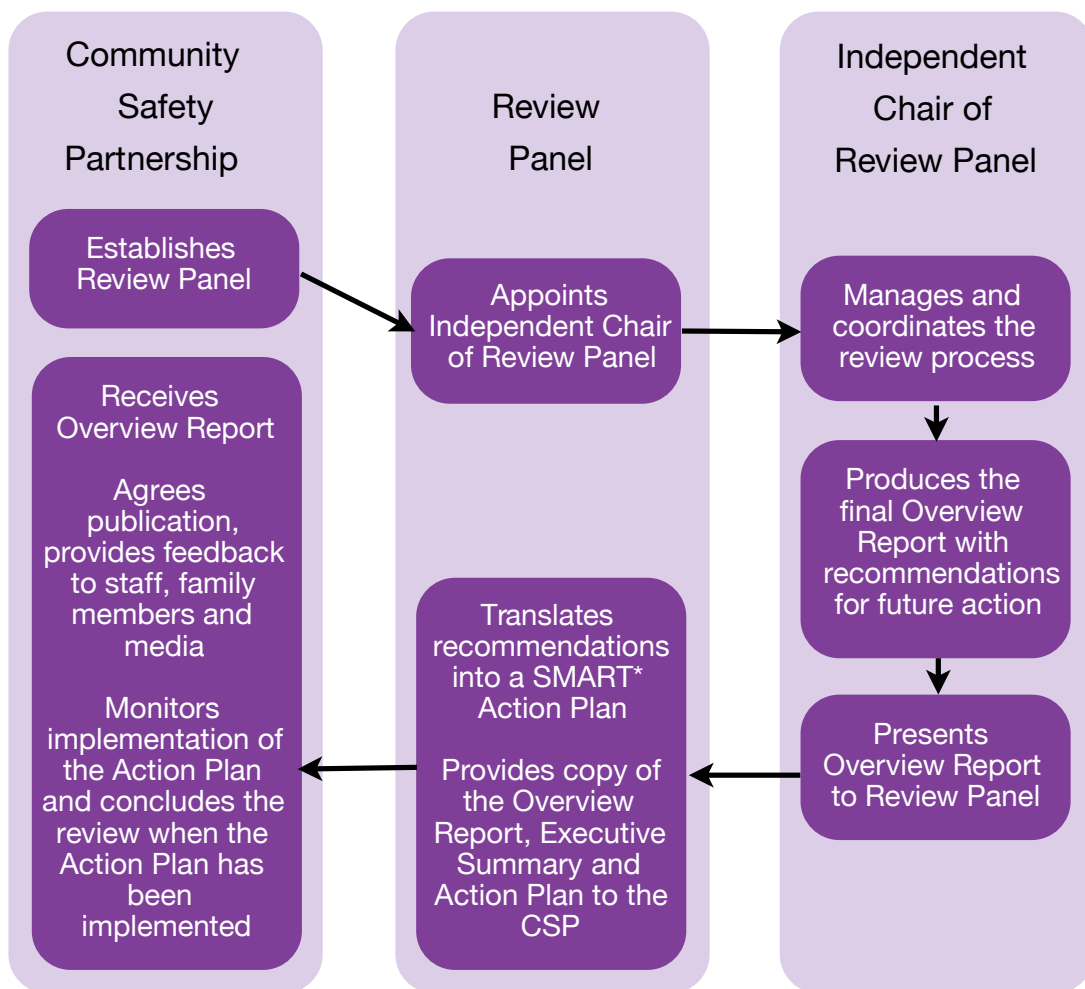 Community
Safety
Partnership
Establishes
Review Panel
Receives
Overview Report
Agrees
publication,
provides feedback
to staff, family
members and
media
Monitors
implementation of
the Action Plan
and concludes the
review when the
Action Plan has
been
implemented
Review
Panel
Appoints
Independent Chair
of Review Panel
Translates
recommendations
into a SMART*
Action Plan
Provides copy of
the Overview
Report, Executive
Summary and
Action Plan to the
CSP
Independent
Chair of
Review Panel
Manages and
coordinates the
review process
Produces the
final Overview
Report with
recommendations
for future action
Presents
Overview Report
to Review Panel